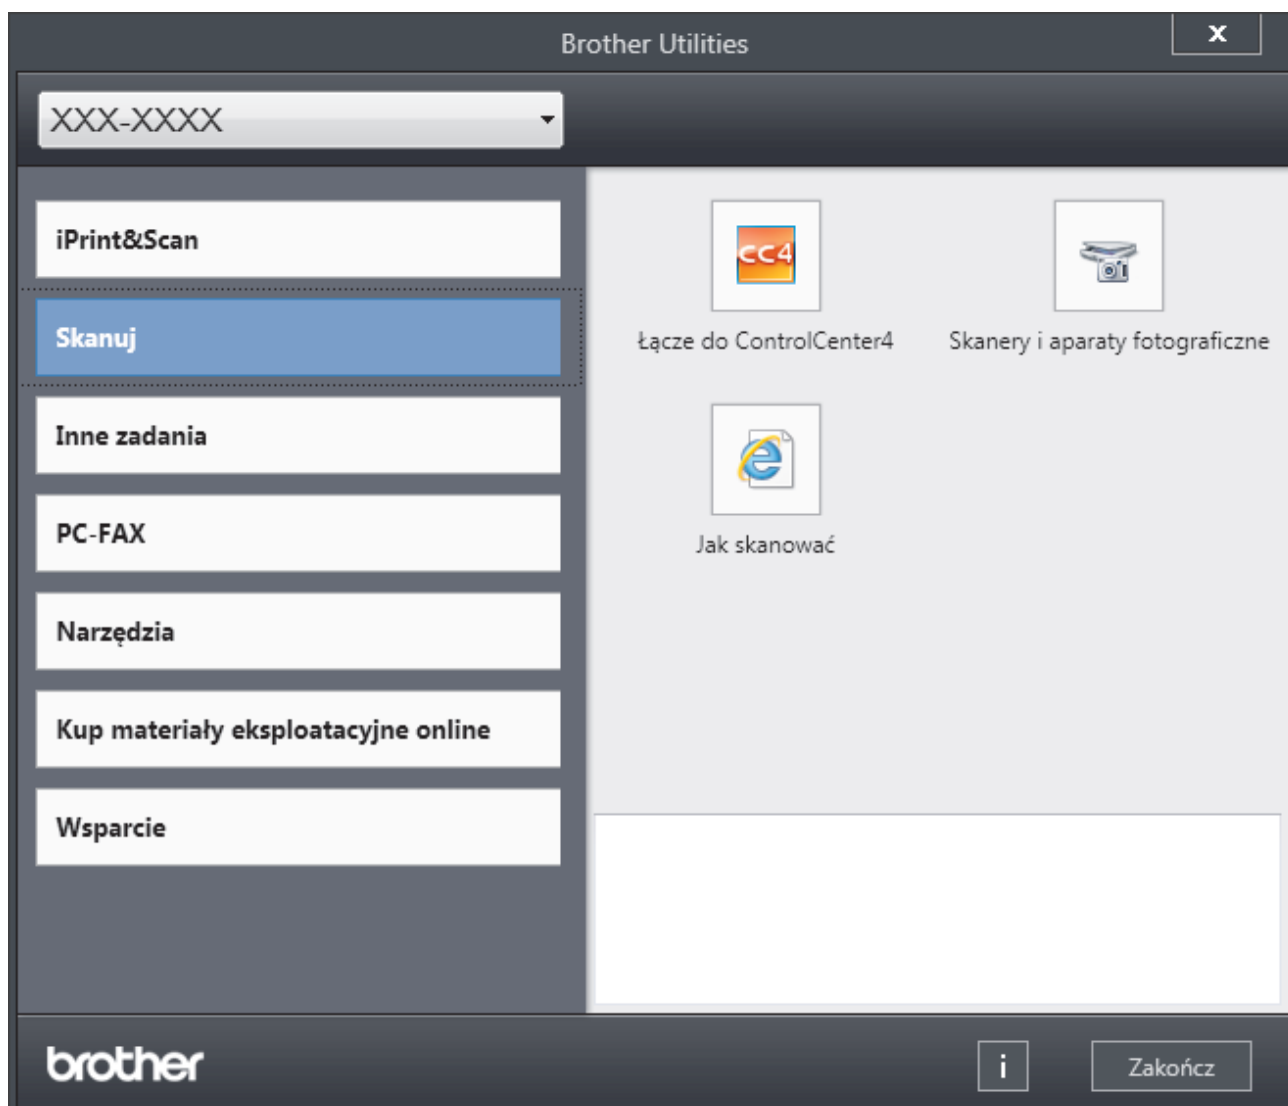 Brother Utilities
x
XXX-XXXX
iPrint&Scan
Skanuj
Inne zadania
PC-FAX
Narzędzia
Kup materiały eksploatacyjne online
Wsparcie
CC4
Łącze do ControlCenter4
Skanery i aparaty fotograficzne
Jak skanować
brother
i
Zakończ